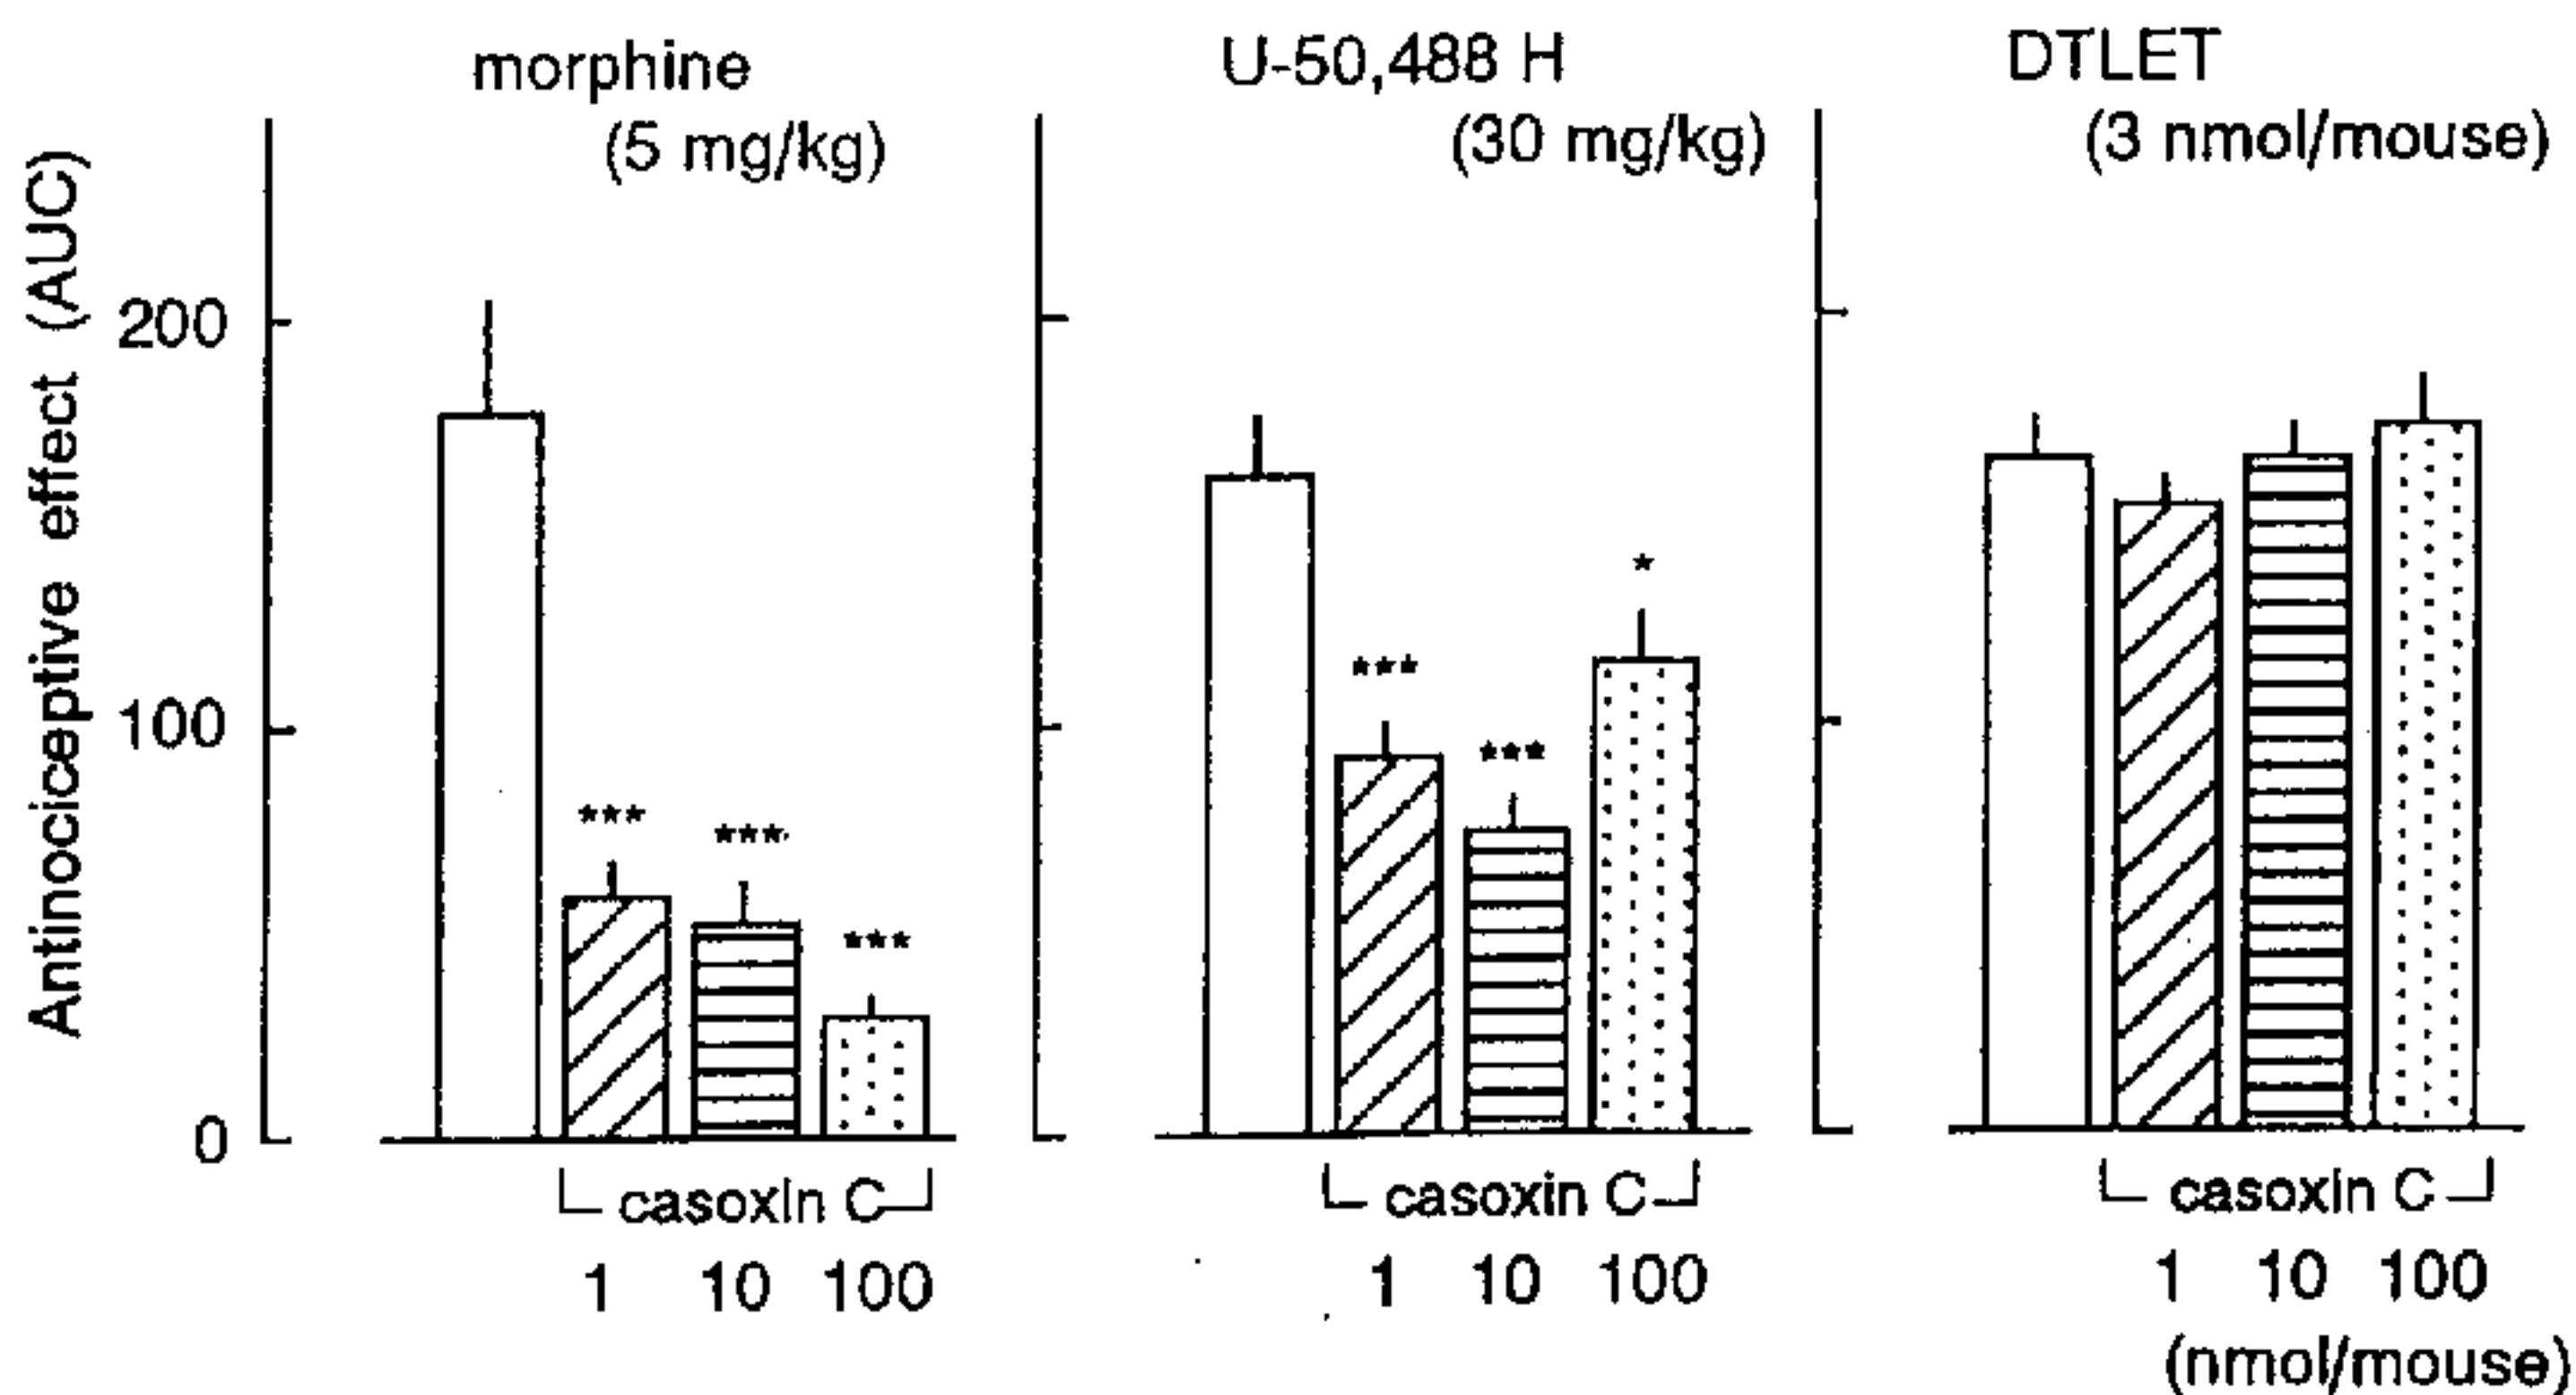 morphine
(5 mg/kg)
U-50,488 H
(30 mg/kg)
DTLET
(3 nmol/mouse)
Antinociceptive effect (AUC)
200
100
0
***
***
***
***
***
*
casoxin C
1 10 100
casoxin C
1 10 100
casoxin C
1 10 100
(nmol/mouse)